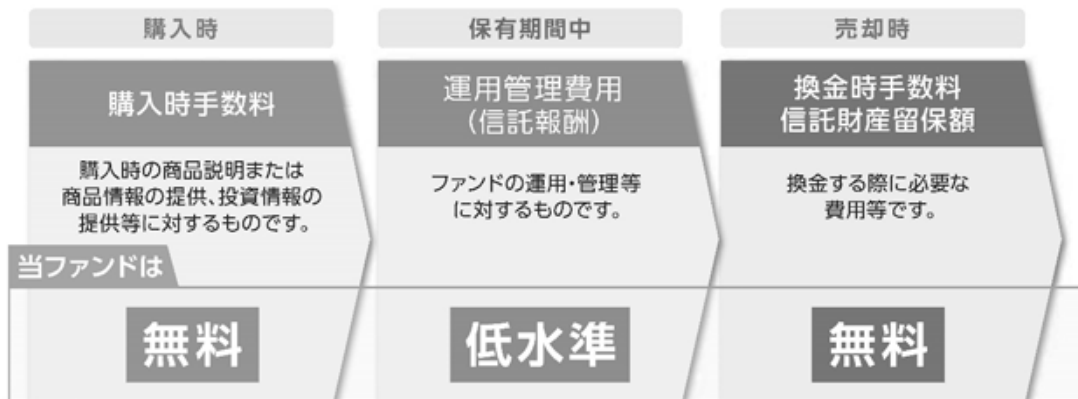 購入時
購入時手数料
購入時の商品説明または
商品情報の提供、投資情報の
提供等に対するものです。
保有期間中
運用管理費用
(信託報酬)
ファンドの運用・管理等
に対するものです。
売却時
換金時手数料
信託財産留保額
換金する際に必要な
費用等です。
当ファンドは
無料
低水準
無料